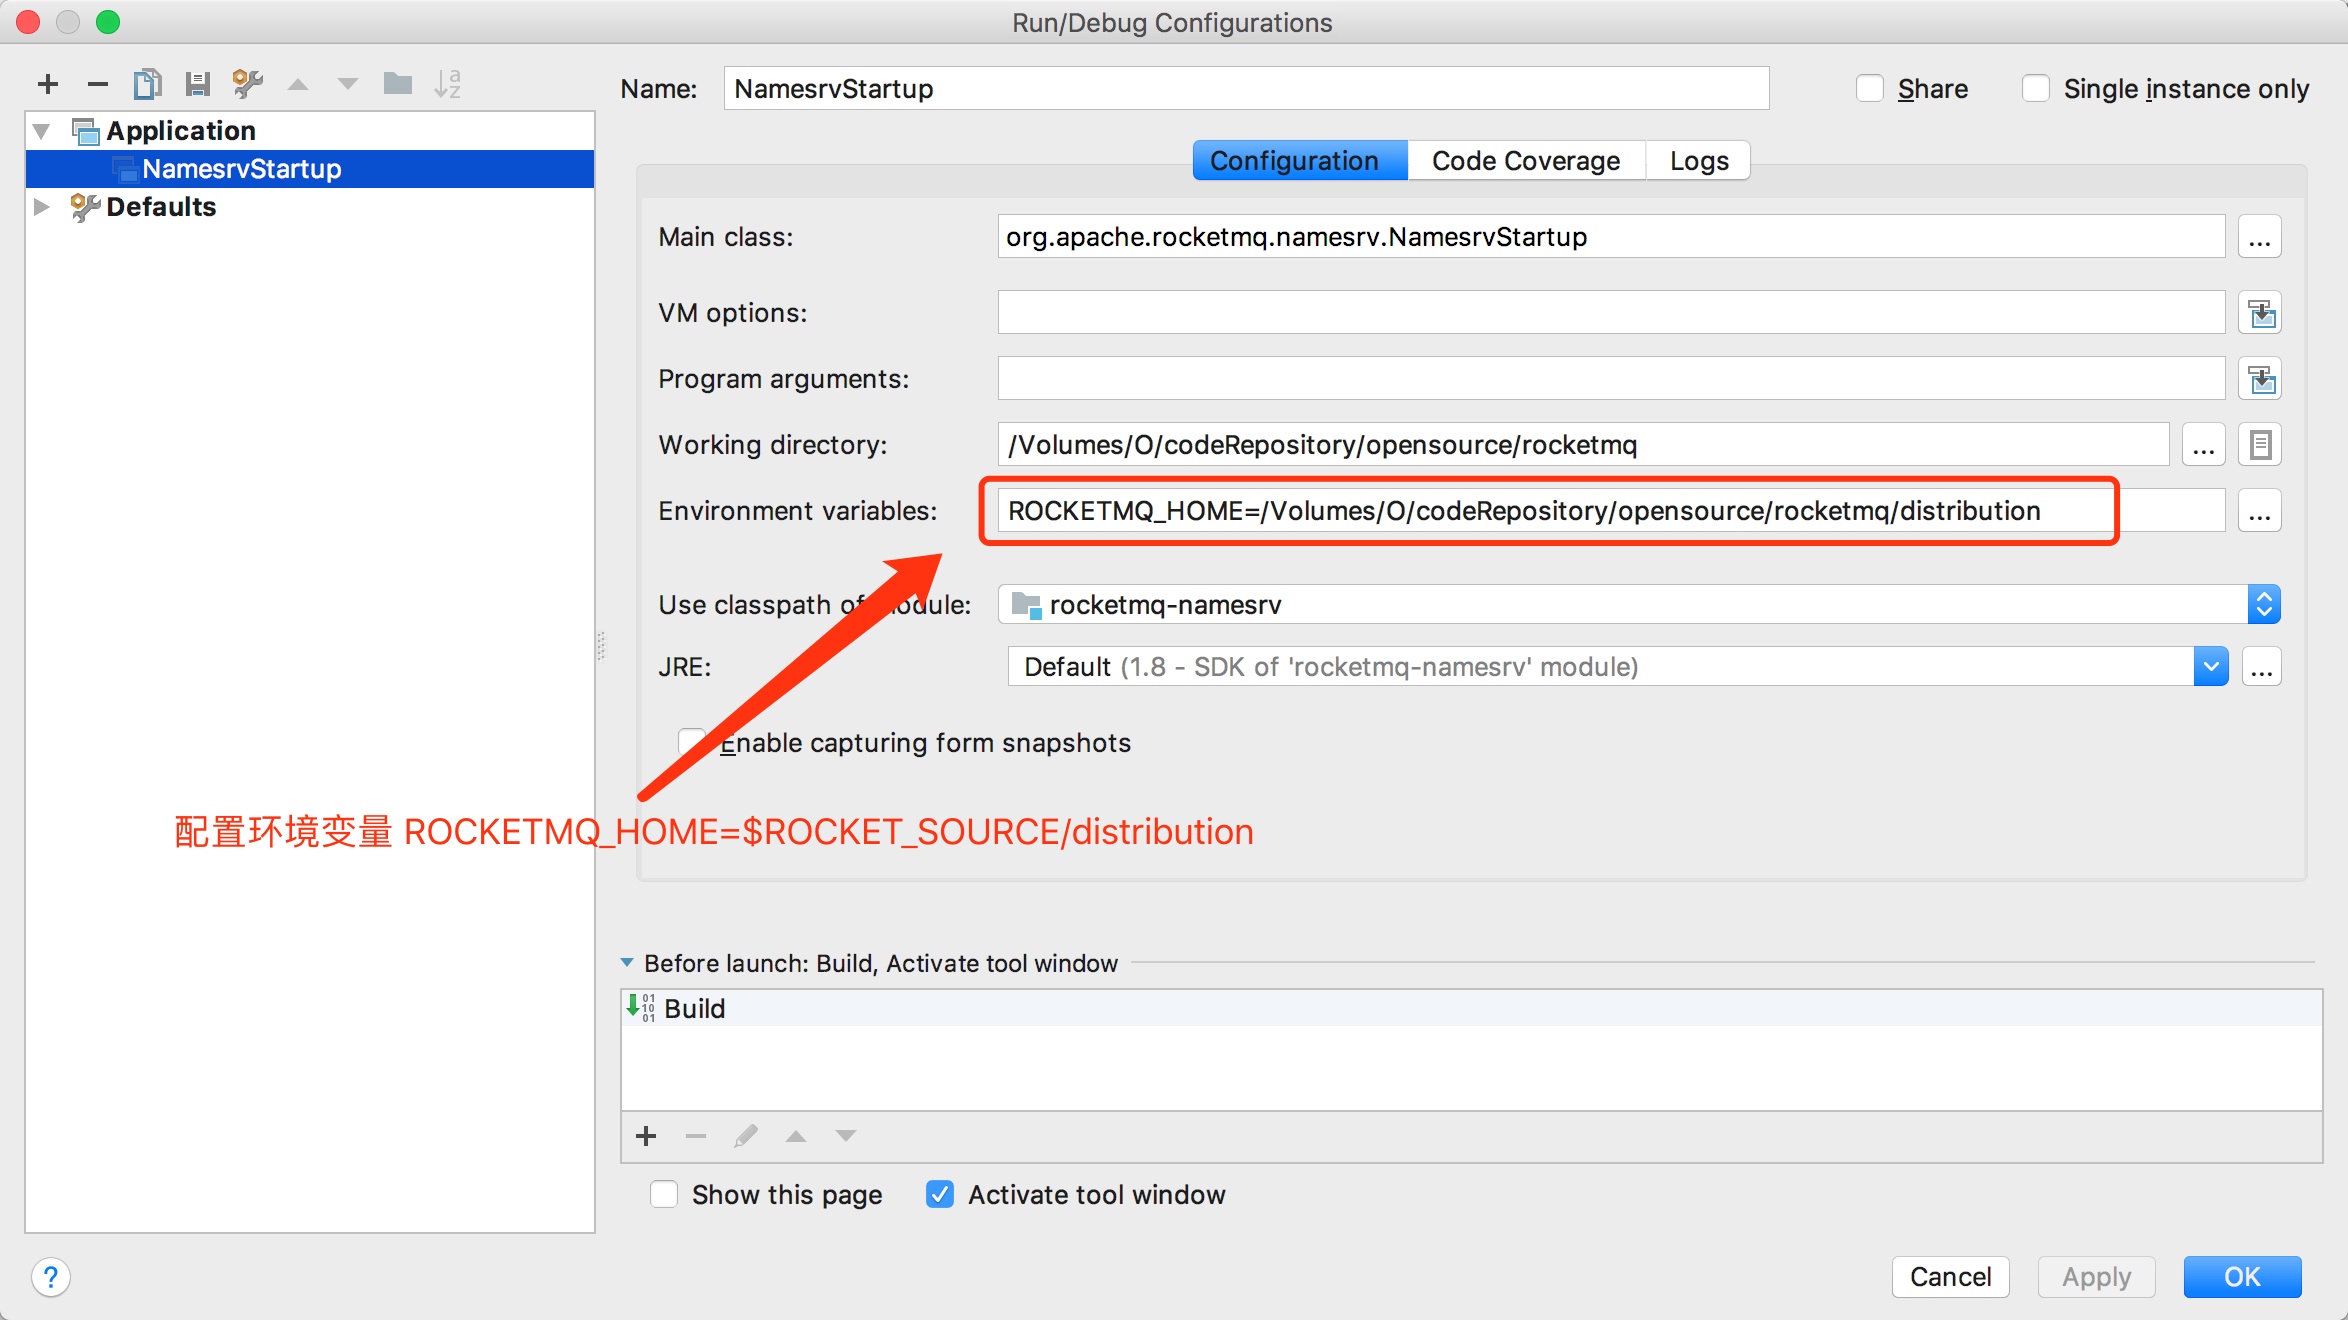 Run/Debug Configurations
Name: NamesrvStartup
Share
Single instance only
Application
NamesrvStartup
Defaults
Configuration
Code Coverage
Logs
Main class: org.apache.rocketmq.namesrv.NamesrvStartup
...
VM options:
Program arguments:
Working directory: /Volumes/O/codeRepository/opensource/rocketmq
...
Environment variables: ROCKETMQ_HOME=/Volumes/O/codeRepository/opensource/rocketmq/distribution
...
Use classpath of module: rocketmq-namesrv
JRE: Default (1.8 - SDK of 'rocketmq-namesrv' module)
...
Enable capturing form snapshots
配置环境变量 ROCKETMQ_HOME=$ROCKET_SOURCE/distribution
Before launch: Build, Activate tool window
Build
Show this page
Activate tool window
?
Cancel
Apply
OK